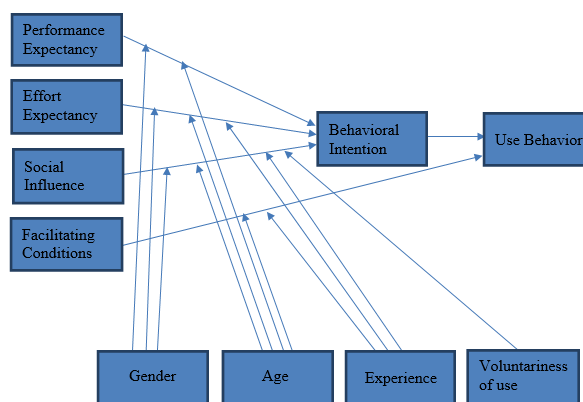 Performance
Expectancy
Effort
Expectancy
Social
Influence
Facilitating
Conditions
Behavioral
Intention
Use Behavior
Gender
Age
Experience
Voluntariness
of use